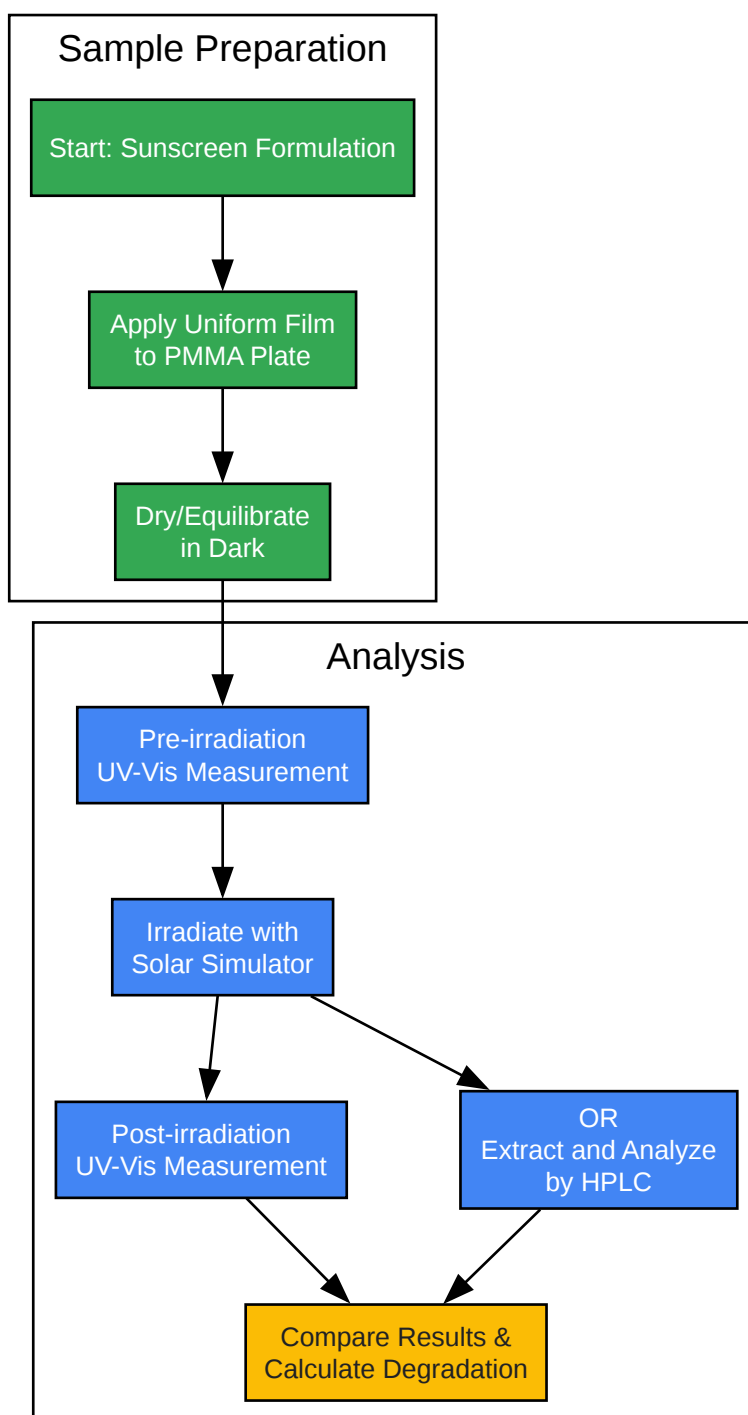 Sample Preparation
Start: Sunscreen Formulation
Apply Uniform Film
to PMMA Plate
Dry/Equilibrate
in Dark
Analysis
Pre-irradiation
UV-Vis Measurement
Irradiate with
Solar Simulator
Post-irradiation
UV-Vis Measurement
OR
Extract and Analyze
by HPLC
Compare Results &
Calculate Degradation